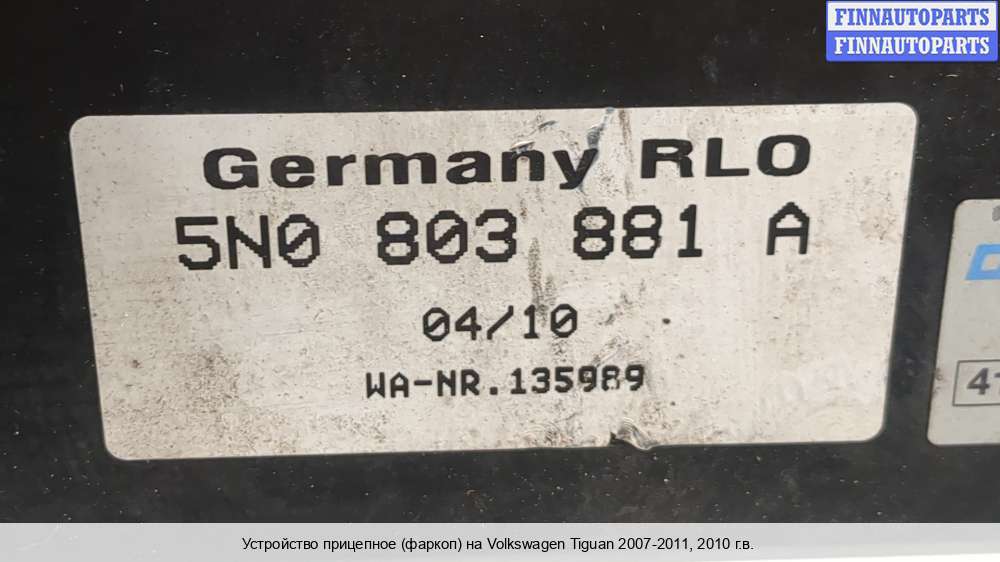 FINNAUTOPARTS
FINNAUTOPARTS
Germany RLO
5N0 803 881 A
04/10
WA-NR.135989
Устройство прицепное (фаркоп) на Volkswagen Tiguan 2007-2011, 2010 г.в.